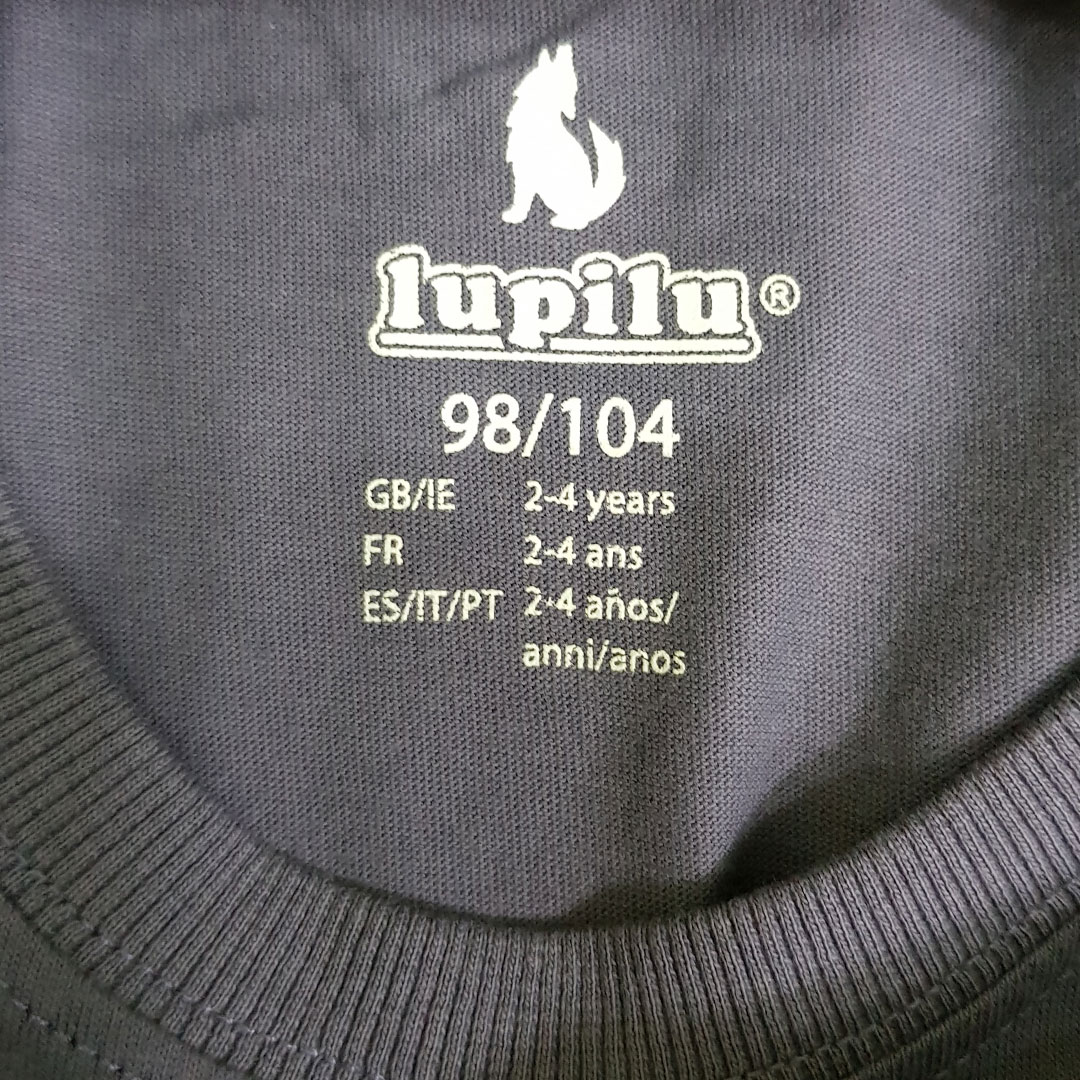 lupilu®
98/104
GB/IE 2-4 years
FR 2-4 ans
ES/IT/PT 2-4 años/
anni/anos